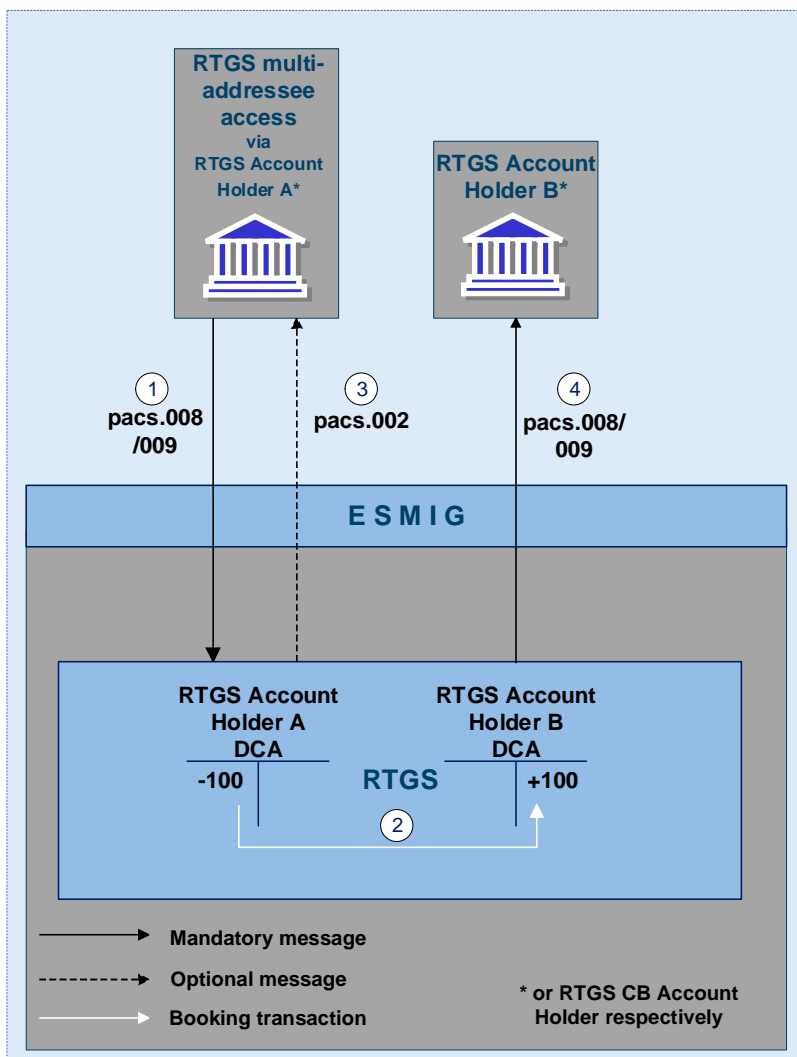 RTGS multi-
addressee
access
via
RTGS Account
Holder A*
RTGS Account
Holder B*
1
pacs.008
/009
3
pacs.002
4
pacs.008/
009
E S M I G
RTGS Account
Holder A
DCA
-100
RTGS Account
Holder B
DCA
+100
RTGS
2
Mandatory message
Optional message
Booking transaction
* or RTGS CB Account
Holder respectively